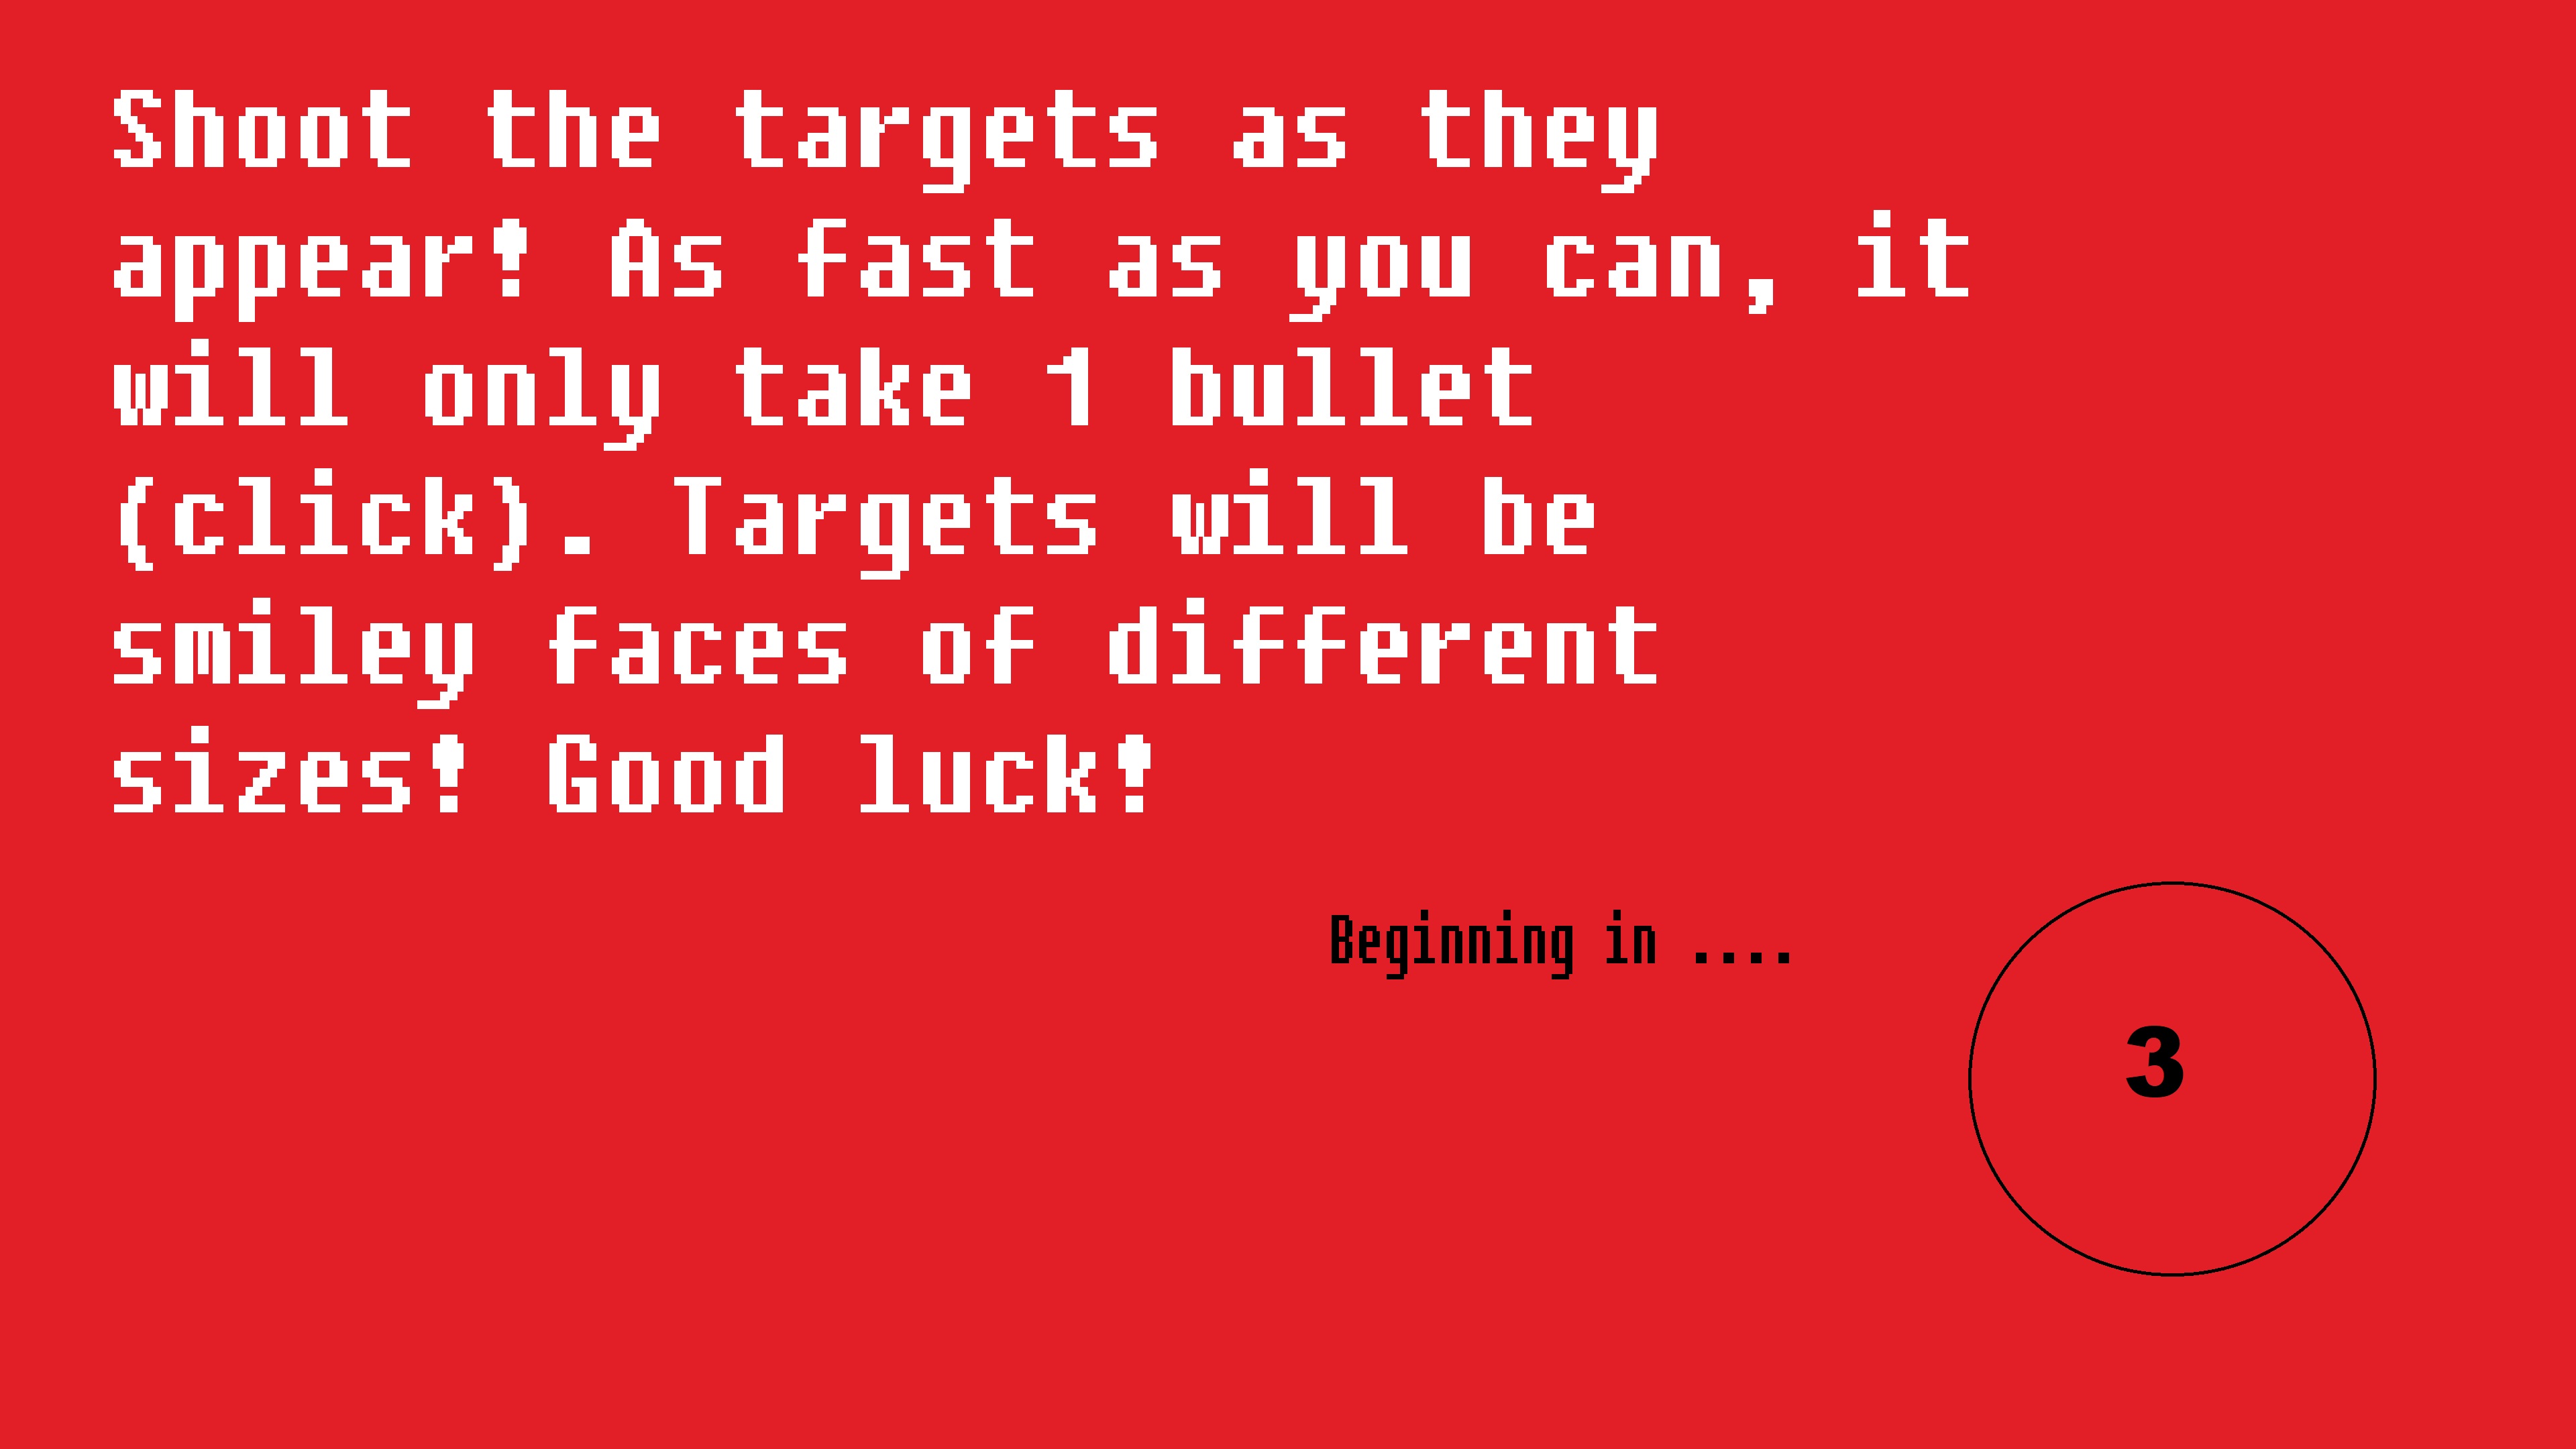 Shoot the targets as they
appear! As fast as you can, it
will only take 1 bullet
(click). Targets will be
smiley faces of different
sizes! Good luck!
Beginning in ....
3